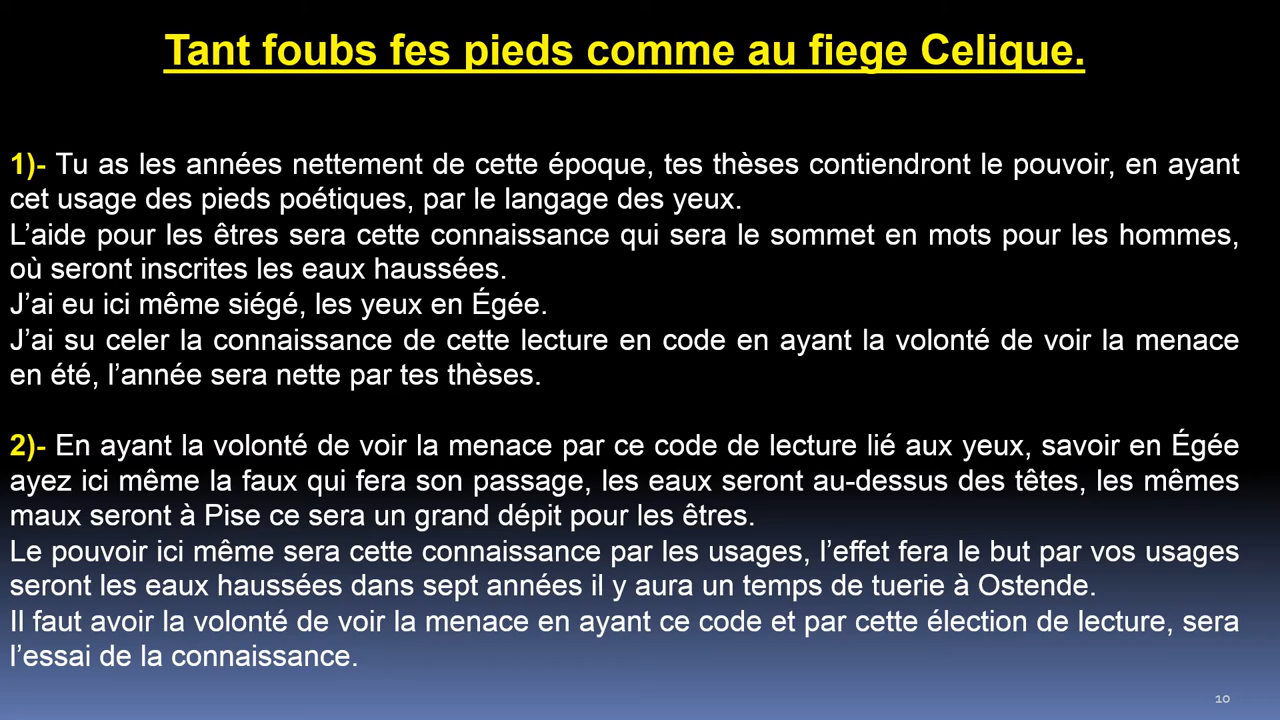 Tant foubs fes pieds comme au fiege Celique.
1)- Tu as les années nettement de cette époque, tes thèses contiendront le pouvoir, en ayant
cet usage des pieds poétiques, par le langage des yeux.
L’aide pour les êtres sera cette connaissance qui sera le sommet en mots pour les hommes,
où seront inscrites les eaux haussées.
J’ai eu ici même siégé, les yeux en Égée.
J’ai su celer la connaissance de cette lecture en code en ayant la volonté de voir la menace
en été, l’année sera nette par tes thèses.
2)- En ayant la volonté de voir la menace par ce code de lecture lié aux yeux, savoir en Égée
ayez ici même la faux qui fera son passage, les eaux seront au-dessus des têtes, les mêmes
maux seront à Pise ce sera un grand dépit pour les êtres.
Le pouvoir ici même sera cette connaissance par les usages, l’effet fera le but par vos usages
seront les eaux haussées dans sept années il y aura un temps de tuerie à Ostende.
Il faut avoir la volonté de voir la menace en ayant ce code et par cette élection de lecture, sera
l’essai de la connaissance.
10